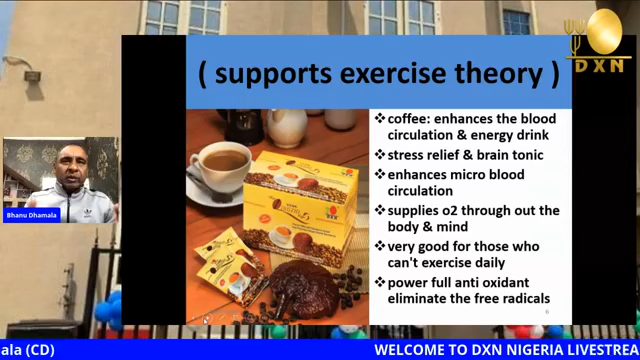 ( supports exercise theory )
DXN
❖coffee: enhances the blood
circulation & energy drink
❖stress relief & brain tonic
❖enhances micro blood
circulation
❖supplies o2 through out the
body & mind
❖very good for those who
can't exercise daily
❖power full anti oxidant
eliminate the free radicals
6
Bhanu Dhamala
ala (CD)
WELCOME TO DXN NIGERIA LIVESTREA